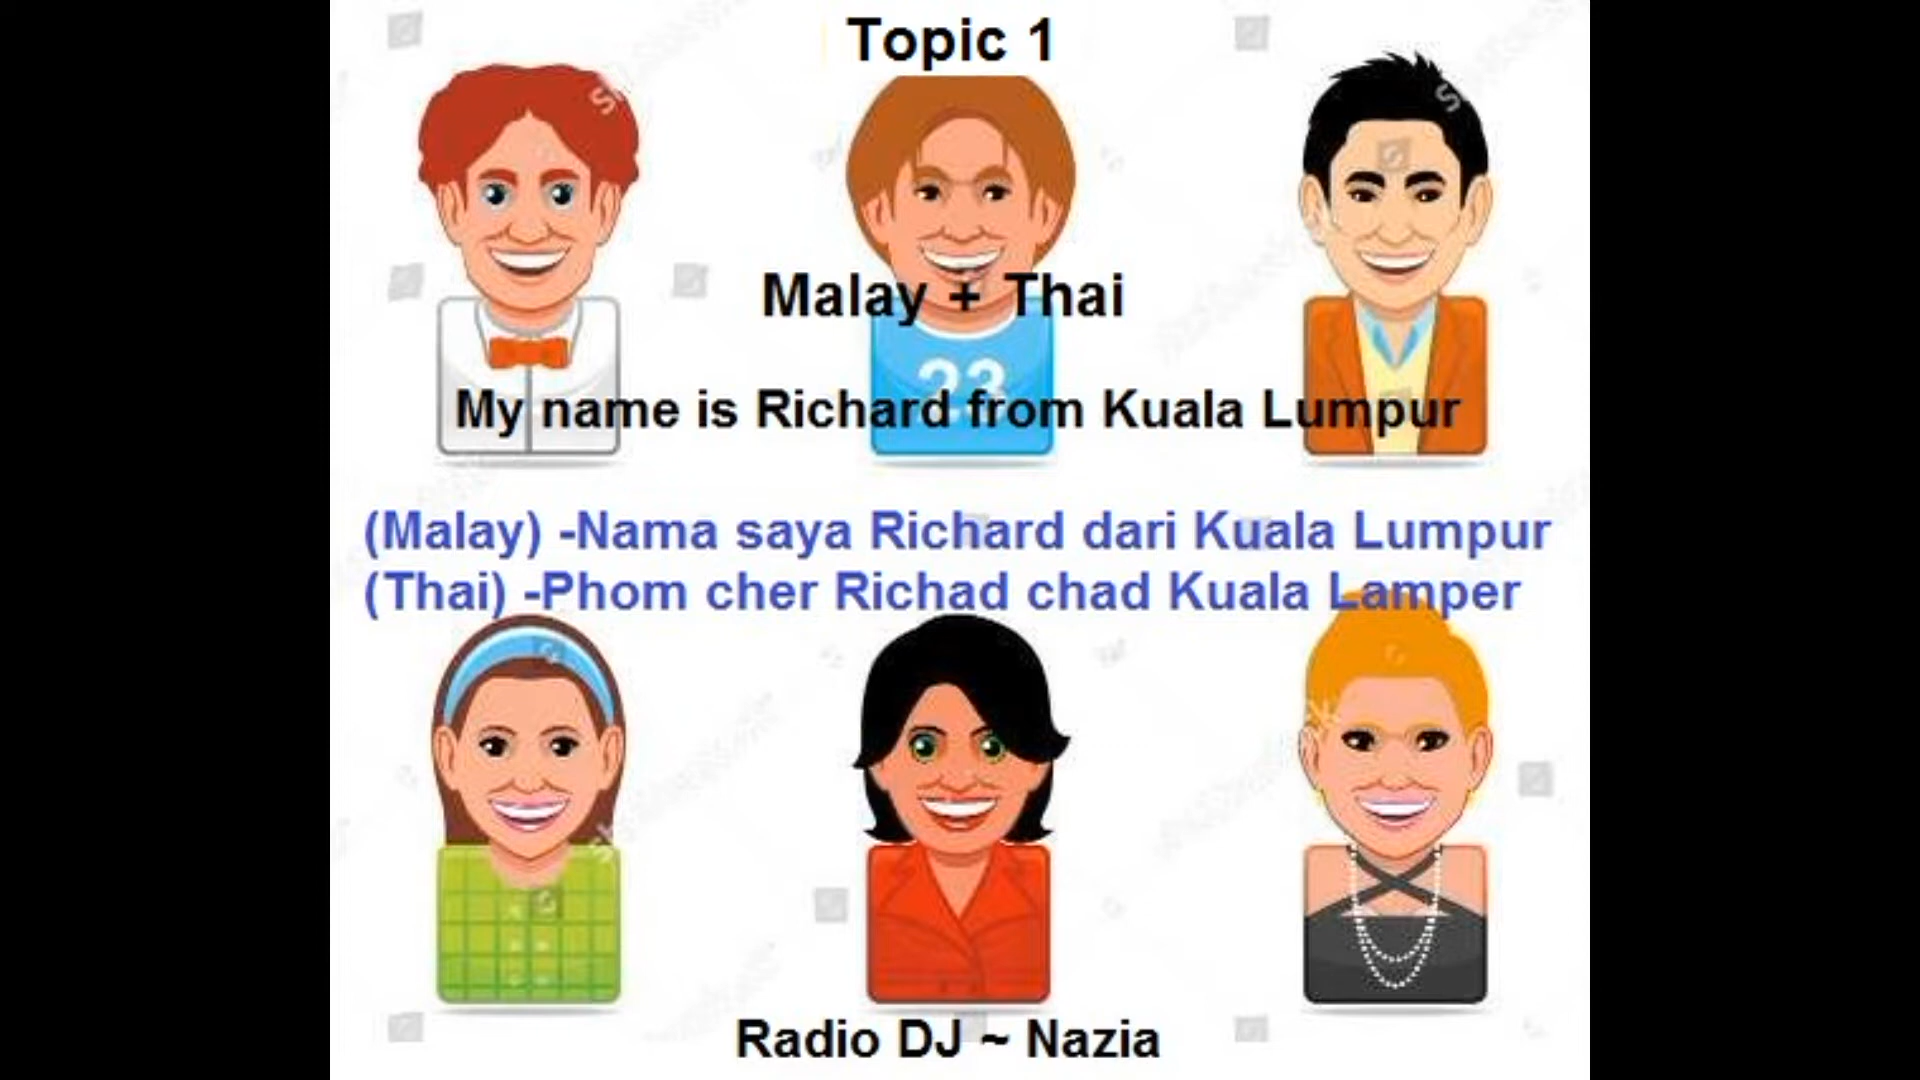 Topic 1
Malay + Thai
23
My name is Richard from Kuala Lumpur
(Malay) -Nama saya Richard dari Kuala Lumpur
(Thai) -Phom cher Richad chad Kuala Lamper
Radio DJ ~ Nazia